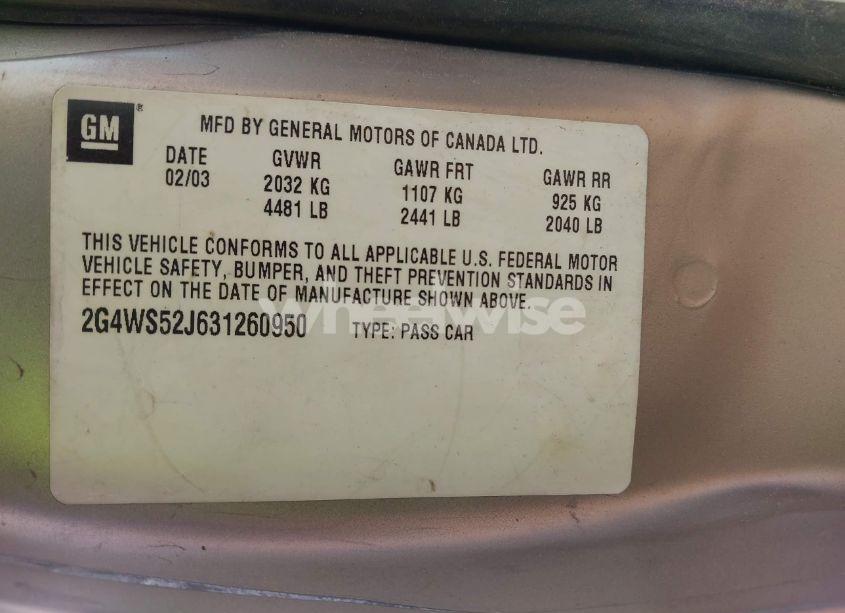 GM ®
MFD BY GENERAL MOTORS OF CANADA LTD.
DATE GVWR GAWR FRT GAWR RR
02/03 2032 KG 1107 KG 925 KG
4481 LB 2441 LB 2040 LB
THIS VEHICLE CONFORMS TO ALL APPLICABLE U.S. FEDERAL MOTOR
VEHICLE SAFETY, BUMPER, AND THEFT PREVENTION STANDARDS IN
EFFECT ON THE DATE OF MANUFACTURE SHOWN ABOVE.
2G4WS52J631260950 TYPE: PASS CAR
wheelwise